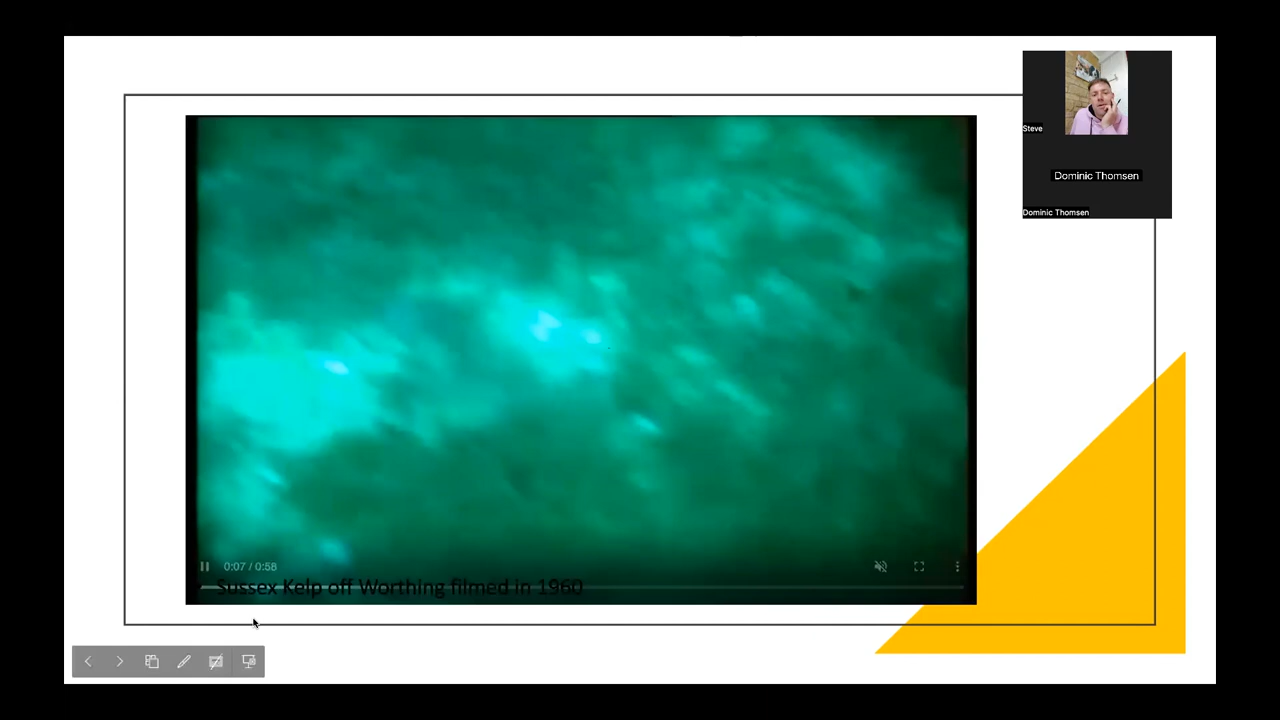 Steve
Dominic Thomsen
Dominic Thomsen
0:07 / 0:58
Sussex Kelp off Worthing filmed in 1960